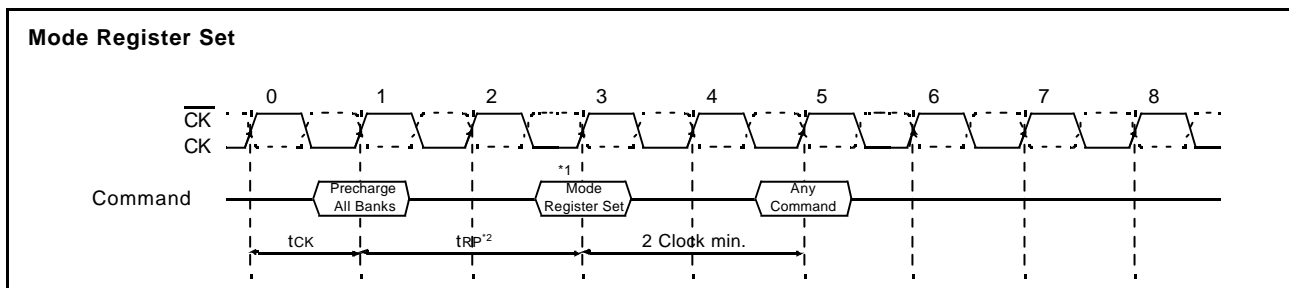 Mode Register Set
0 1 2 3 4 5 6 7 8
CK
CK
*1
Command
Precharge
All Banks
Mode
Register Set
Any
Command
tCK
tRP*2
2 Clock min.